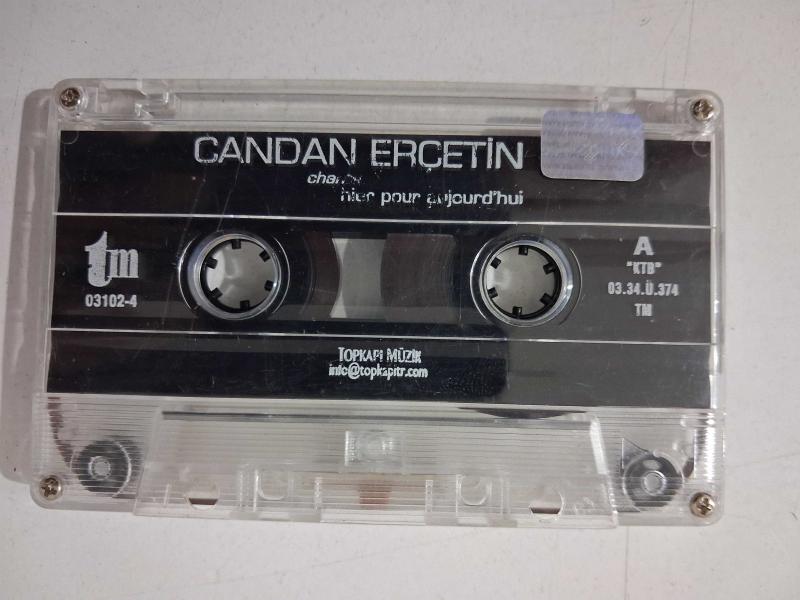 CANDAN ERÇETİN
hier pour aujourd'hui
tm
03102-4
A
"KTB"
03.34.Ü.374
TM
TOPKAPI MÜZİK
info@topkapitr.com